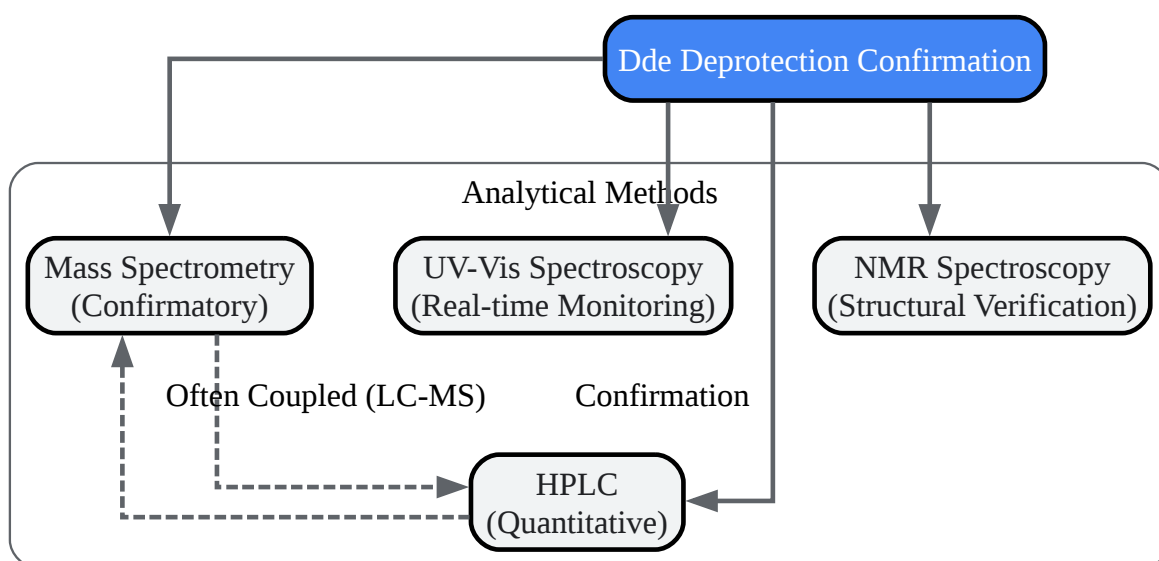 Dde Deprotection Confirmation
Analytical Methods
Mass Spectrometry
(Confirmatory)
UV-Vis Spectroscopy
(Real-time Monitoring)
NMR Spectroscopy
(Structural Verification)
Often Coupled (LC-MS)
Confirmation
HPLC
(Quantitative)